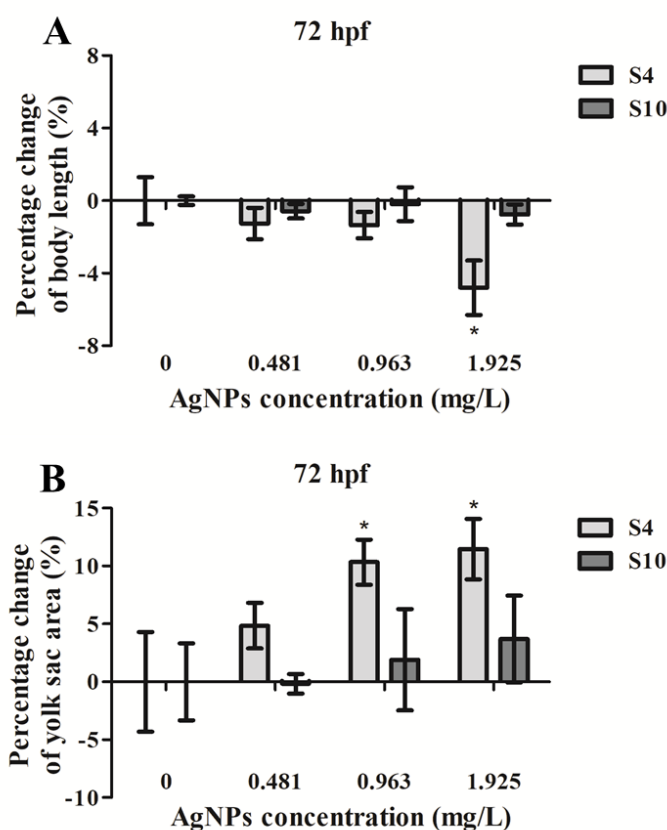 A
72 hpf
Percentage change
of body length (%)
8
4
0
-4
-8
*
0 0.481 0.963 1.925
AgNPs concentration (mg/L)
S4
S10
B
72 hpf
Percentage change
of yolk sac area (%)
15
10
5
0
-5
-10
* *
0 0.481 0.963 1.925
AgNPs concentration (mg/L)
S4
S10